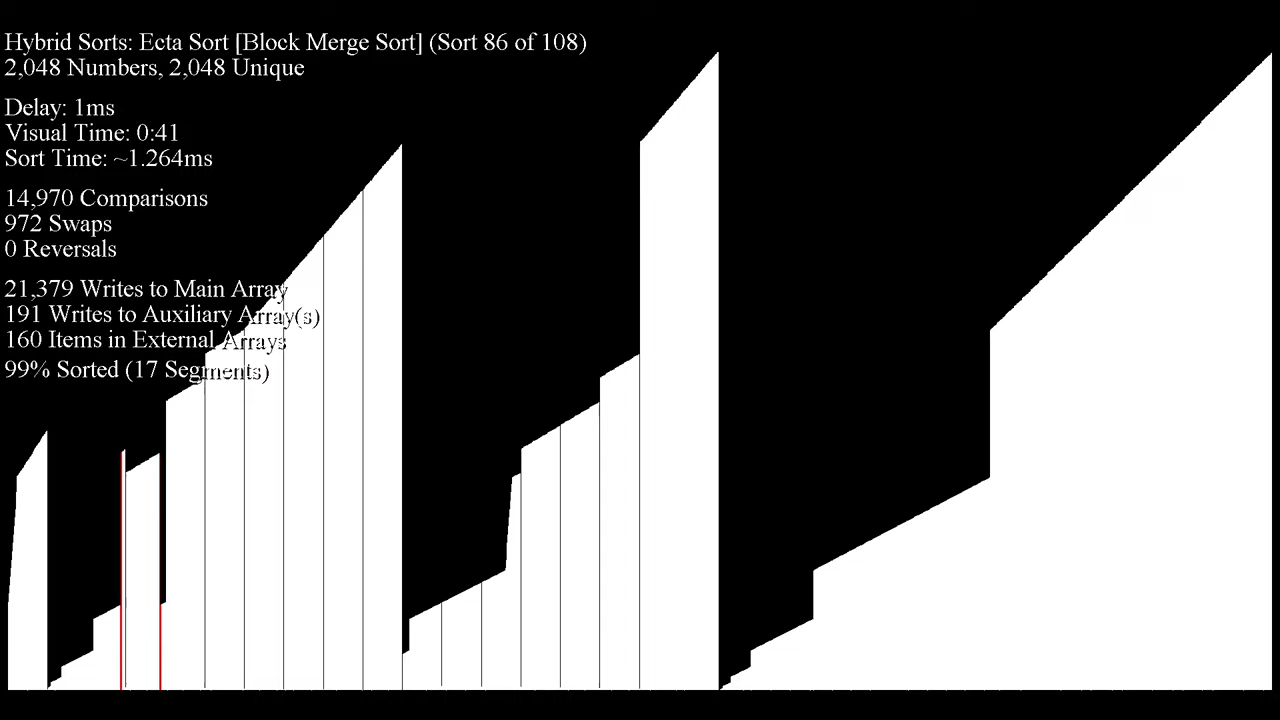 Hybrid Sorts: Ecta Sort [Block Merge Sort] (Sort 86 of 108)
2,048 Numbers, 2,048 Unique
Delay: 1ms
Visual Time: 0:41
Sort Time: ~1.264ms
14,970 Comparisons
972 Swaps
0 Reversals
21,379 Writes to Main Array
191 Writes to Auxiliary Array(s)
160 Items in External Arrays
99% Sorted (17 Segments)